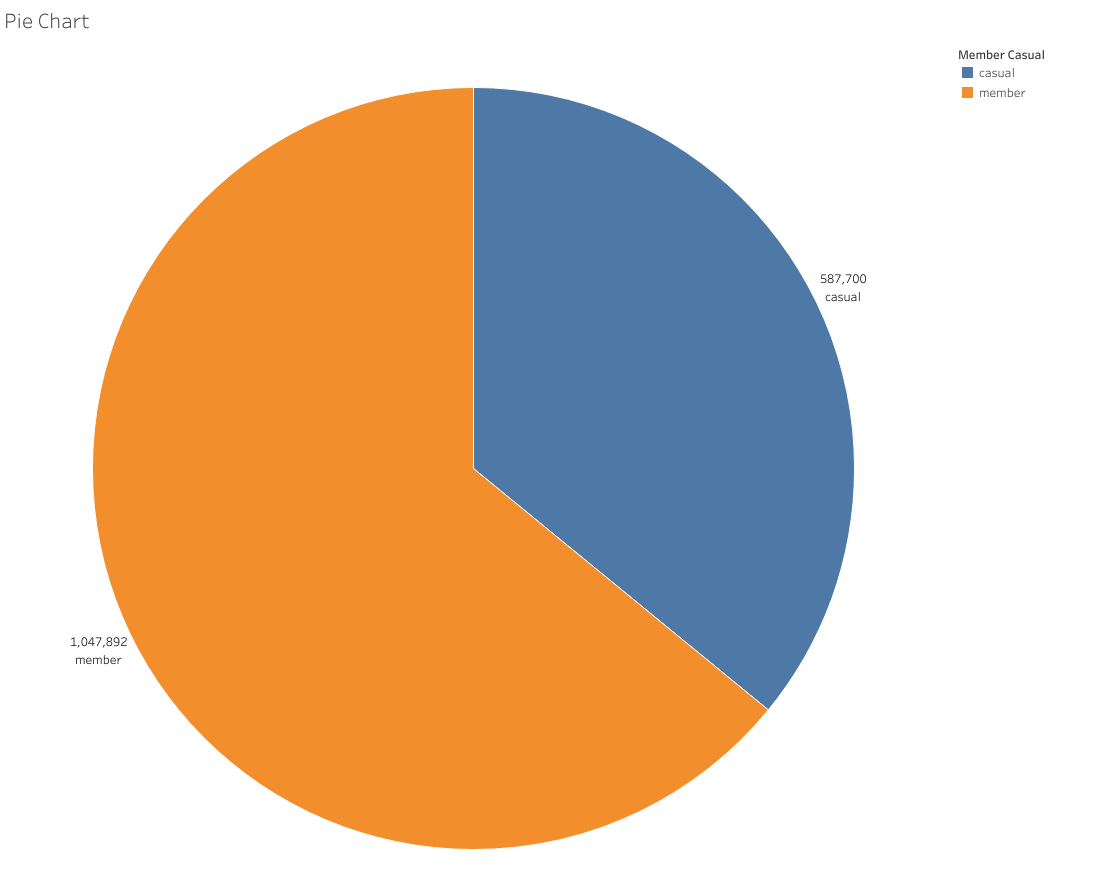 Pie Chart
Member Casual
casual
member
587,700
casual
1,047,892
member